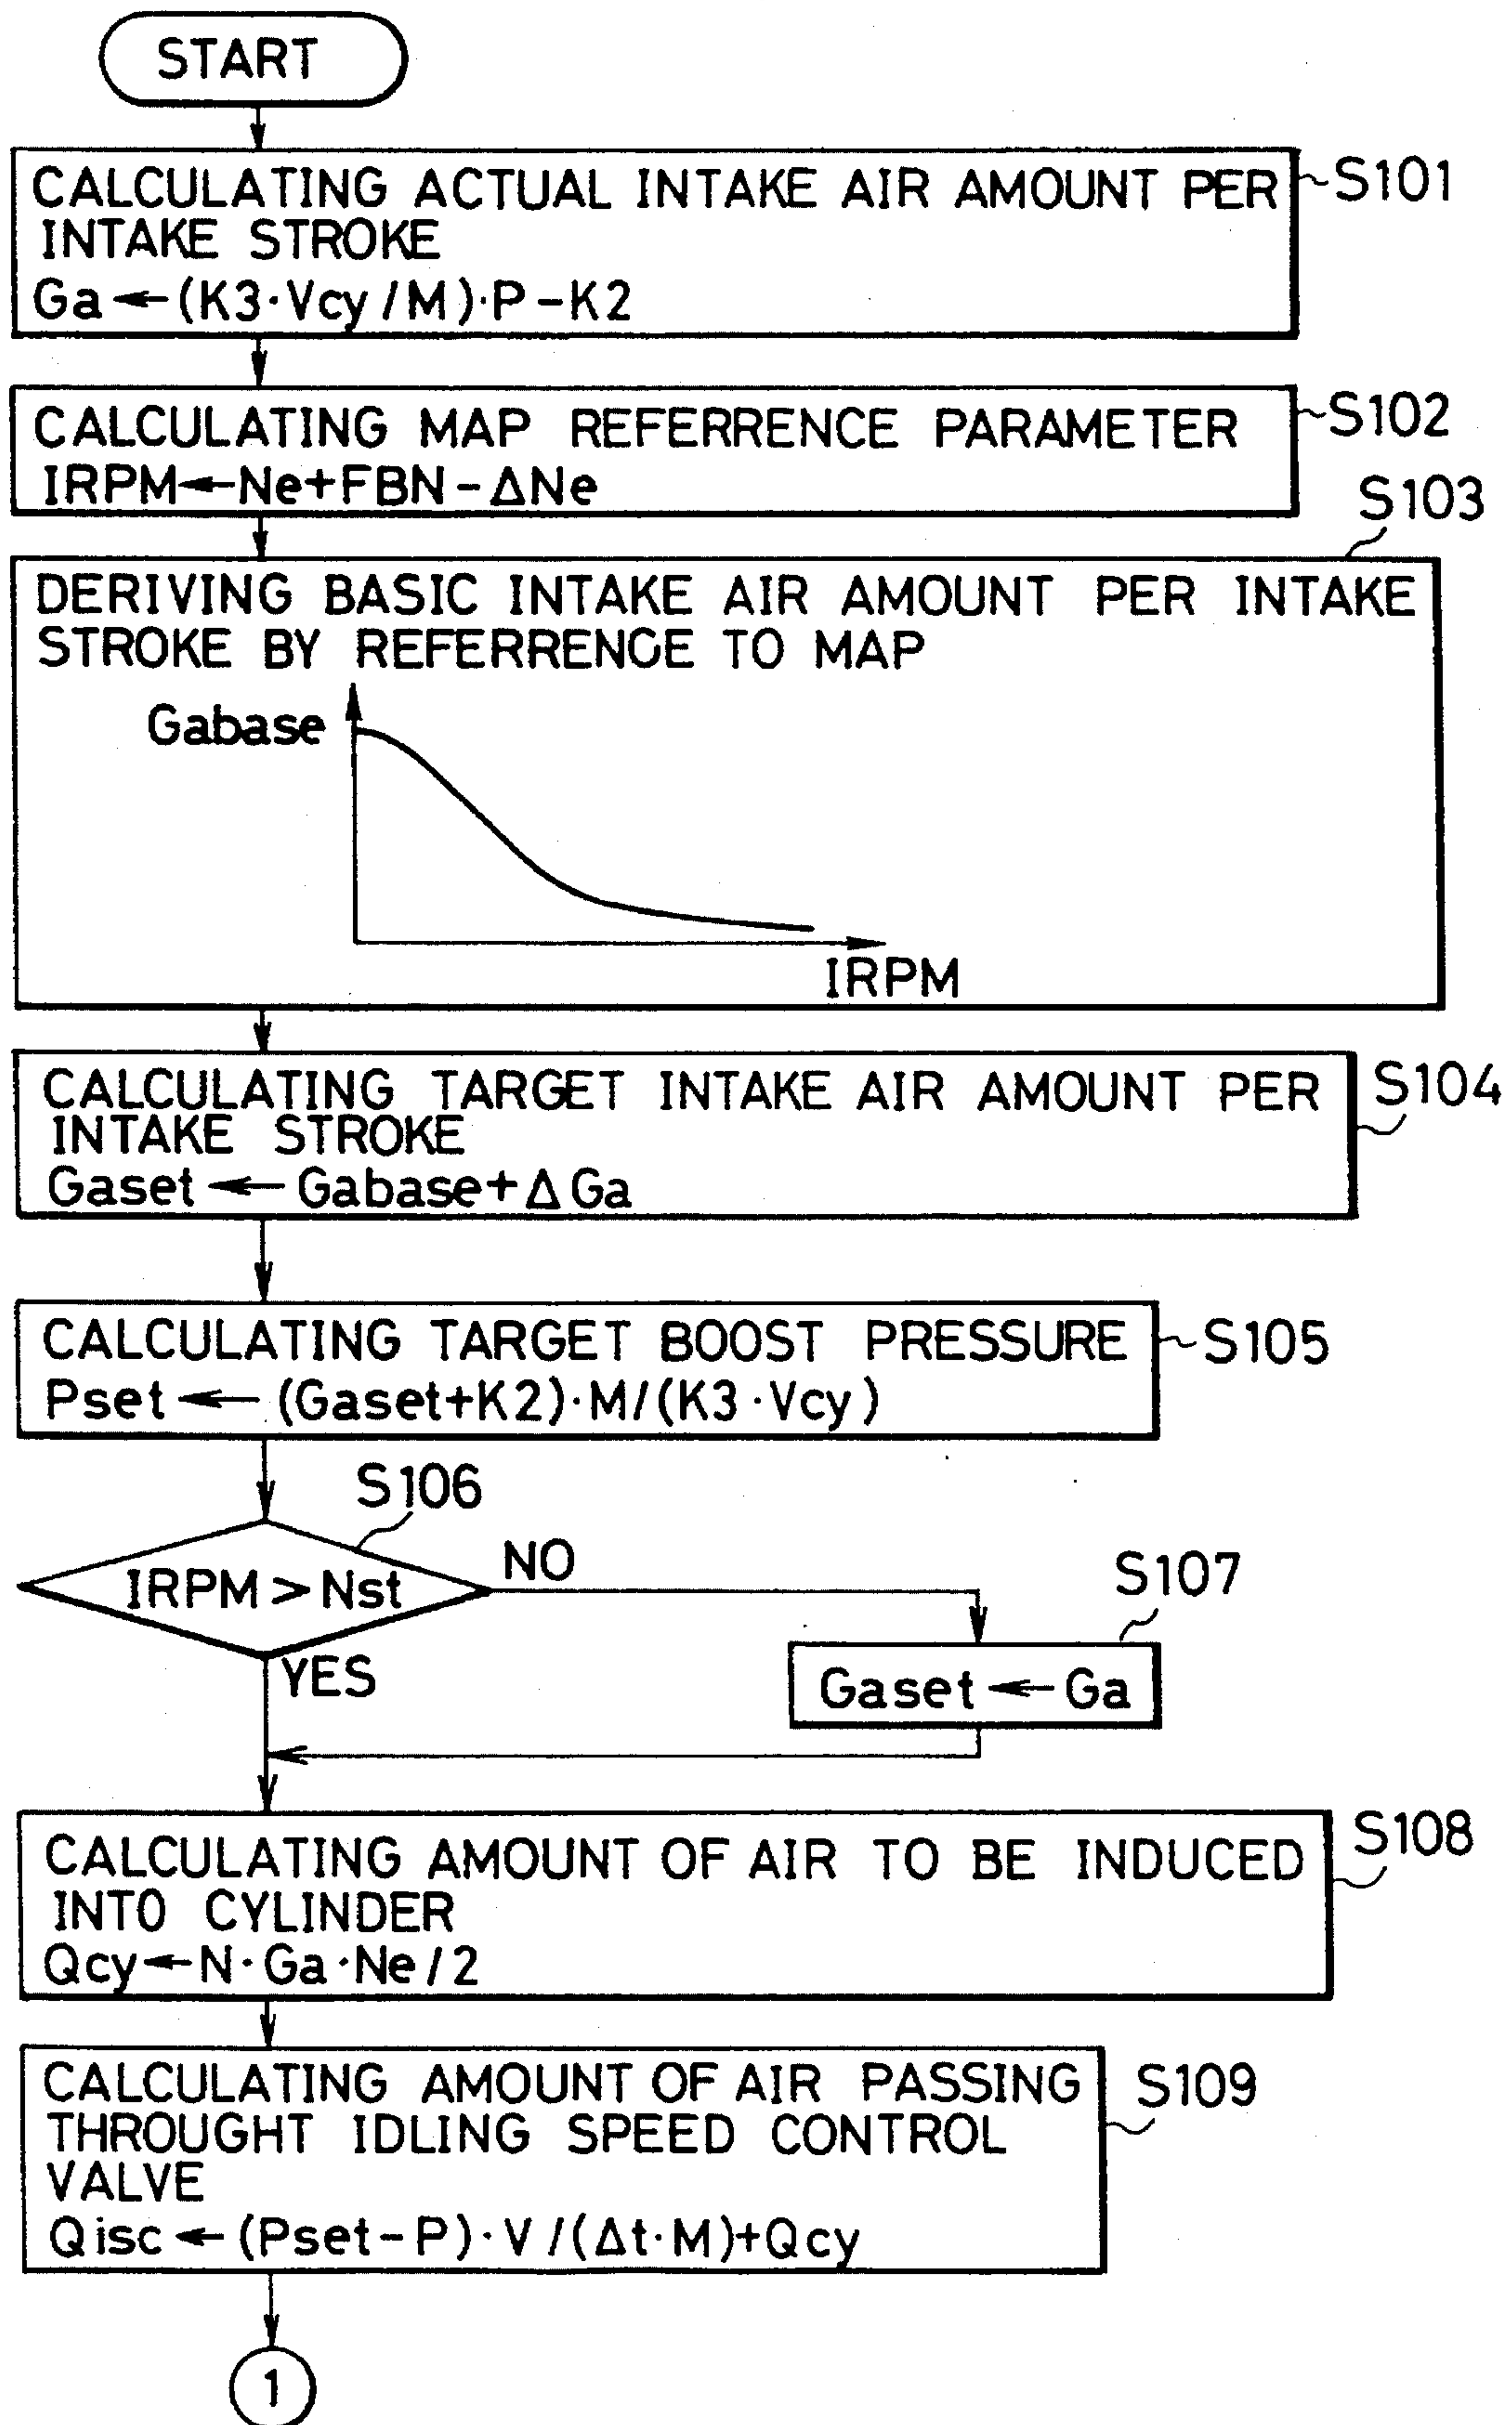 START
CALCULATING ACTUAL INTAKE AIR AMOUNT PER
INTAKE STROKE
Ga←(K3·Vcy/M)·P-K2
S101
CALCULATING MAP REFERRENCE PARAMETER
IRPM←Ne+FBN-ΔNe
S102
S103
DERIVING BASIC INTAKE AIR AMOUNT PER INTAKE
STROKE BY REFERRENCE TO MAP
Gabase
IRPM
CALCULATING TARGET INTAKE AIR AMOUNT PER
INTAKE STROKE
Gaset ← Gabase+ΔGa
S104
CALCULATING TARGET BOOST PRESSURE
Pset ← (Gaset+K2)·M/(K3·Vcy)
S105
S106
IRPM > Nst
NO
YES
S107
Gaset ← Ga
CALCULATING AMOUNT OF AIR TO BE INDUCED
INTO CYLINDER
Qcy←N·Ga·Ne/2
S108
CALCULATING AMOUNT OF AIR PASSING
THROUGHT IDLING SPEED CONTROL
VALVE
Qisc ← (Pset-P)·V/(Δt·M)+Qcy
S109
1